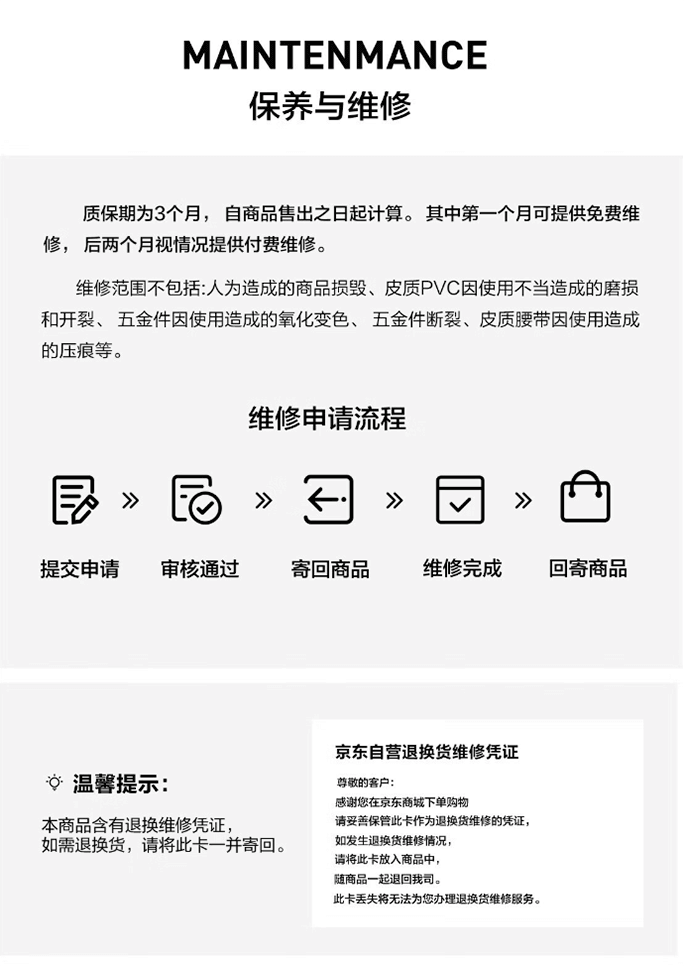 MAINTENMANCE
保养与维修
质保期为3个月， 自商品售出之日起计算。 其中第一个月可提供免费维
修， 后两个月视情况提供付费维修。
维修范围不包括:人为造成的商品损毁、皮质PVC因使用不当造成的磨损
和开裂、 五金件因使用造成的氧化变色、 五金件断裂、皮质腰带因使用造成
的压痕等。
维修申请流程
提交申请 审核通过 寄回商品 维修完成 回寄商品
温馨提示：
本商品含有退换维修凭证，
如需退换货，请将此卡一并寄回。
京东自营退换货维修凭证
尊敬的客户：
感谢您在京东商城下单购物
请妥善保管此卡作为退换货维修的凭证，
如发生退换货维修情况，
请将此卡放入商品中，
随商品一起退回我司。
此卡丢失将无法为您办理退换货维修服务。